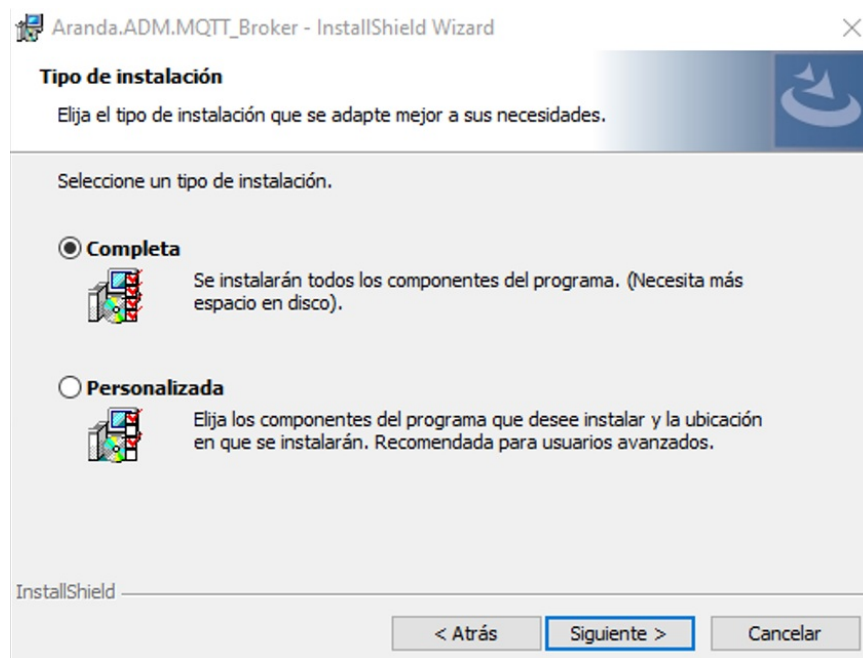 Aranda.ADM.MQTT_Broker - InstallShield Wizard
Tipo de instalación
Elija el tipo de instalación que se adapte mejor a sus necesidades.
Seleccione un tipo de instalación.
Completa
Se instalarán todos los componentes del programa. (Necesita más
espacio en disco).
Personalizada
Elija los componentes del programa que desee instalar y la ubicación
en que se instalarán. Recomendada para usuarios avanzados.
InstallShield
< Atrás
Siguiente >
Cancelar